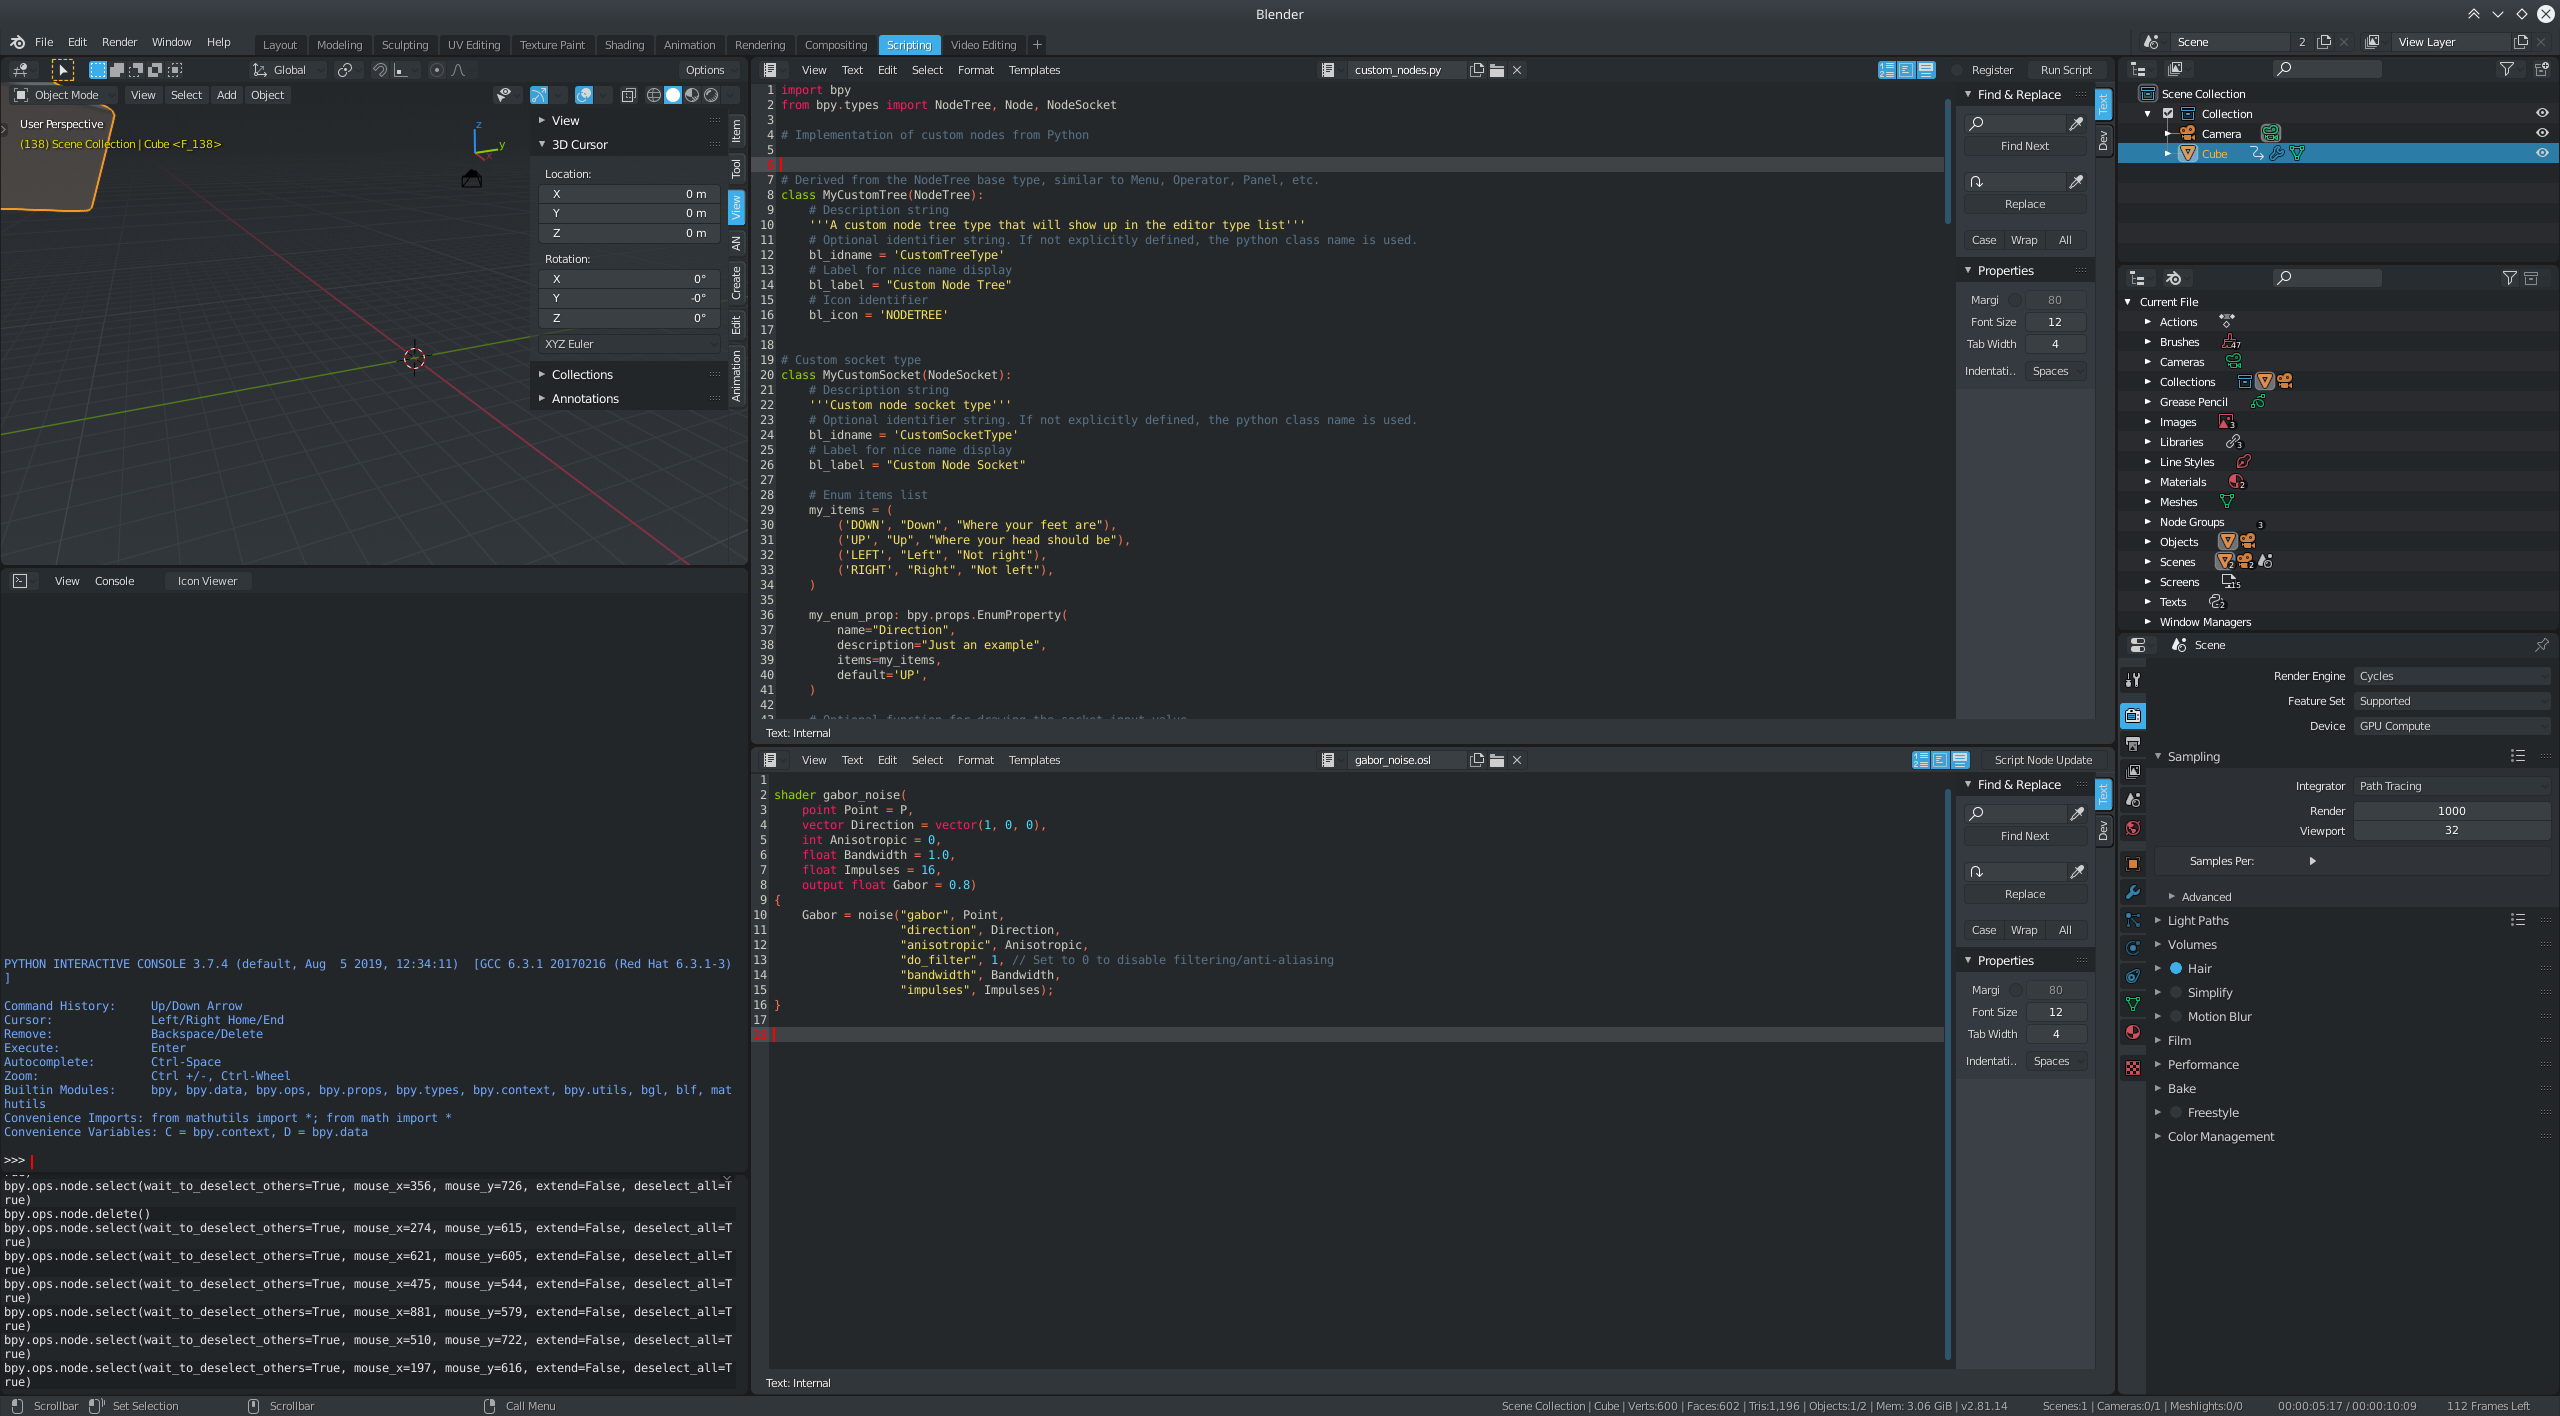 Blender
File Edit Render Window Help
Layout Modeling Sculpting UV Editing Texture Paint Shading Animation Rendering Compositing Scripting Video Editing +
Scene 2
View Layer
Global
Options
Object Mode View Select Add Object
User Perspective
(138) Scene Collection | Cube <F_138>
z
y
x
View
3D Cursor
Location:
X 0 m
Y 0 m
Z 0 m
Rotation:
X 0°
Y -0°
Z 0°
XYZ Euler
Collections
Annotations
Item
Tool
View
AN
Create
Edit
Animation
View Console Icon Viewer
PYTHON INTERACTIVE CONSOLE 3.7.4 (default, Aug  5 2019, 12:34:11)  [GCC 6.3.1 20170216 (Red Hat 6.3.1-3)
]
Command History:     Up/Down Arrow
Cursor:              Left/Right Home/End
Remove:              Backspace/Delete
Execute:             Enter
Autocomplete:        Ctrl-Space
Zoom:                Ctrl +/-, Ctrl-Wheel
Builtin Modules:     bpy, bpy.data, bpy.ops, bpy.props, bpy.types, bpy.context, bpy.utils, bgl, blf, mat
hutils
Convenience Imports: from mathutils import *; from math import *
Convenience Variables: C = bpy.context, D = bpy.data
>>>
bpy.ops.node.select(wait_to_deselect_others=True, mouse_x=356, mouse_y=726, extend=False, deselect_all=T
rue)
bpy.ops.node.delete()
bpy.ops.node.select(wait_to_deselect_others=True, mouse_x=274, mouse_y=615, extend=False, deselect_all=T
rue)
bpy.ops.node.select(wait_to_deselect_others=True, mouse_x=621, mouse_y=605, extend=False, deselect_all=T
rue)
bpy.ops.node.select(wait_to_deselect_others=True, mouse_x=475, mouse_y=544, extend=False, deselect_all=T
rue)
bpy.ops.node.select(wait_to_deselect_others=True, mouse_x=881, mouse_y=579, extend=False, deselect_all=T
rue)
bpy.ops.node.select(wait_to_deselect_others=True, mouse_x=510, mouse_y=722, extend=False, deselect_all=T
rue)
bpy.ops.node.select(wait_to_deselect_others=True, mouse_x=197, mouse_y=616, extend=False, deselect_all=T
rue)
View Text Edit Select Format Templates custom_nodes.py Register Run Script
1 import bpy
2 from bpy.types import NodeTree, Node, NodeSocket
3
4 # Implementation of custom nodes from Python
5
6
7 # Derived from the NodeTree base type, similar to Menu, Operator, Panel, etc.
8 class MyCustomTree(NodeTree):
9     # Description string
10     '''A custom node tree type that will show up in the editor type list'''
11     # Optional identifier string. If not explicitly defined, the python class name is used.
12     bl_idname = 'CustomTreeType'
13     # Label for nice name display
14     bl_label = "Custom Node Tree"
15     # Icon identifier
16     bl_icon = 'NODETREE'
17
18
19 # Custom socket type
20 class MyCustomSocket(NodeSocket):
21     # Description string
22     '''Custom node socket type'''
23     # Optional identifier string. If not explicitly defined, the python class name is used.
24     bl_idname = 'CustomSocketType'
25     # Label for nice name display
26     bl_label = "Custom Node Socket"
27
28     # Enum items list
29     my_items = (
30         ('DOWN', "Down", "Where your feet are"),
31         ('UP', "Up", "Where your head should be"),
32         ('LEFT', "Left", "Not right"),
33         ('RIGHT', "Right", "Not left"),
34     )
35
36     my_enum_prop: bpy.props.EnumProperty(
37         name="Direction",
38         description="Just an example",
39         items=my_items,
40         default='UP',
41     )
42
43     # Optional function for drawing the socket input value
Text: Internal
Find & Replace
Find Next
Replace
Case Wrap All
Properties
Margi 80
Font Size 12
Tab Width 4
Indentati.. Spaces
Text
Dev
View Text Edit Select Format Templates gabor_noise.osl Script Node Update
1
2 shader gabor_noise(
3     point Point = P,
4     vector Direction = vector(1, 0, 0),
5     int Anisotropic = 0,
6     float Bandwidth = 1.0,
7     float Impulses = 16,
8     output float Gabor = 0.8)
9 {
10     Gabor = noise("gabor", Point,
11                   "direction", Direction,
12                   "anisotropic", Anisotropic,
13                   "do_filter", 1, // Set to 0 to disable filtering/anti-aliasing
14                   "bandwidth", Bandwidth,
15                   "impulses", Impulses);
16 }
17
18
Text: Internal
Find & Replace
Find Next
Replace
Case Wrap All
Properties
Margi 80
Font Size 12
Tab Width 4
Indentati.. Spaces
Text
Dev
Scene Collection
Collection
Camera
Cube
Current File
Actions
Brushes 47
Cameras
Collections
Grease Pencil
Images 3
Libraries 3
Line Styles
Materials 2
Meshes
Node Groups 3
Objects
Scenes 2 2
Screens 15
Texts 2
Window Managers
Scene
Render Engine Cycles
Feature Set Supported
Device GPU Compute
Sampling
Integrator Path Tracing
Render 1000
Viewport 32
Samples Per:
Advanced
Light Paths
Volumes
Hair
Simplify
Motion Blur
Film
Performance
Bake
Freestyle
Color Management
Scrollbar Set Selection Scrollbar Call Menu
Scene Collection | Cube | Verts:600 | Faces:602 | Tris:1,196 | Objects:1/2 | Mem: 3.06 GiB | v2.81.14
Scenes:1 | Cameras:0/1 | Meshlights:0/0
00:00:05:17 / 00:00:10:09
112 Frames Left